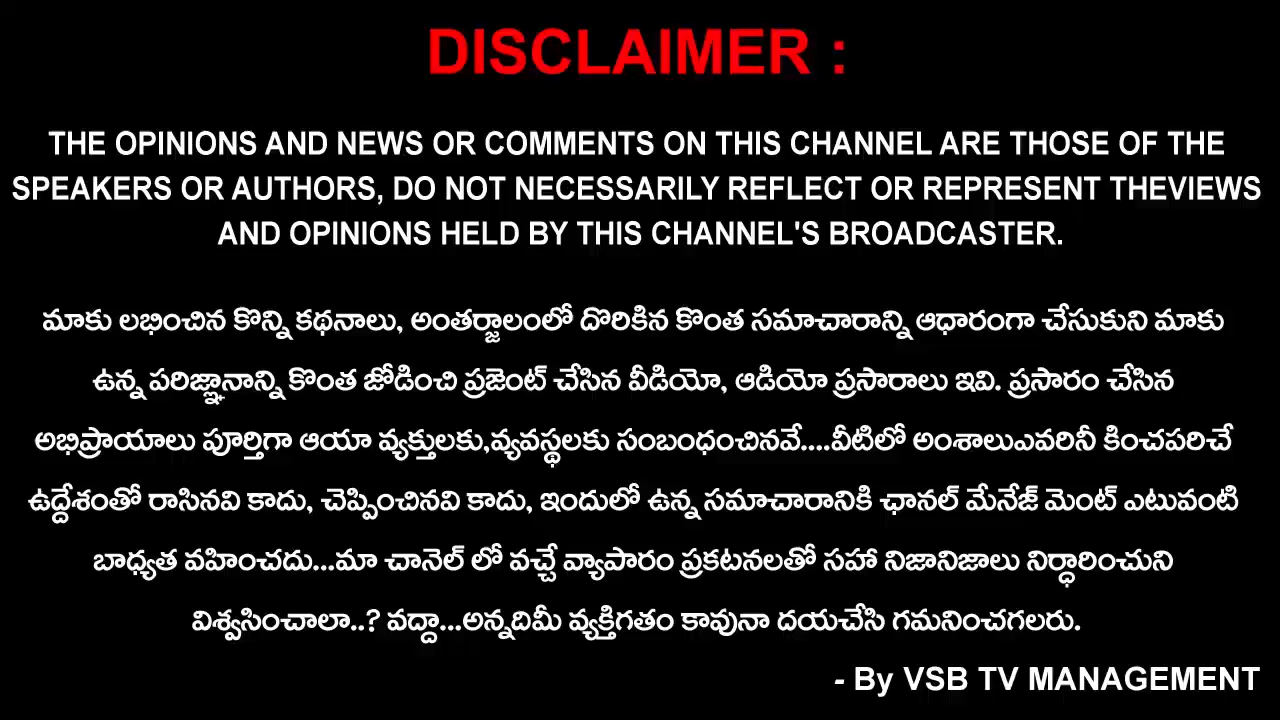 DISCLAIMER :
THE OPINIONS AND NEWS OR COMMENTS ON THIS CHANNEL ARE THOSE OF THE
SPEAKERS OR AUTHORS, DO NOT NECESSARILY REFLECT OR REPRESENT THEVIEWS
AND OPINIONS HELD BY THIS CHANNEL'S BROADCASTER.
మాకు లభించిన కొన్ని కథనాలు, అంతర్జాలంలో దొరికిన కొంత సమాచారాన్ని ఆధారంగా చేసుకుని మాకు
ఉన్న పరిజ్ఞానాన్ని కొంత జోడించి ప్రజెంట్ చేసిన వీడియో, ఆడియో ప్రసారాలు ఇవి. ప్రసారం చేసిన
అభిప్రాయాలు పూర్తిగా ఆయా వ్యక్తులకు,వ్యవస్థలకు సంబంధంచినవే....వీటిలో అంశాలుఎవరినీ కించపరిచే
ఉద్దేశంతో రాసినవి కాదు, చెప్పించినవి కాదు, ఇందులో ఉన్న సమాచారానికి ఛానల్ మేనేజ్ మెంట్ ఎటువంటి
బాధ్యత వహించదు...మా చానెల్ లో వచ్చే వ్యాపారం ప్రకటనలతో సహా నిజానిజాలు నిర్ధారించుని
విశ్వసించాలా..? వద్దా...అన్నదిమీ వ్యక్తిగతం కావునా దయచేసి గమనించగలరు.
- By VSB TV MANAGEMENT